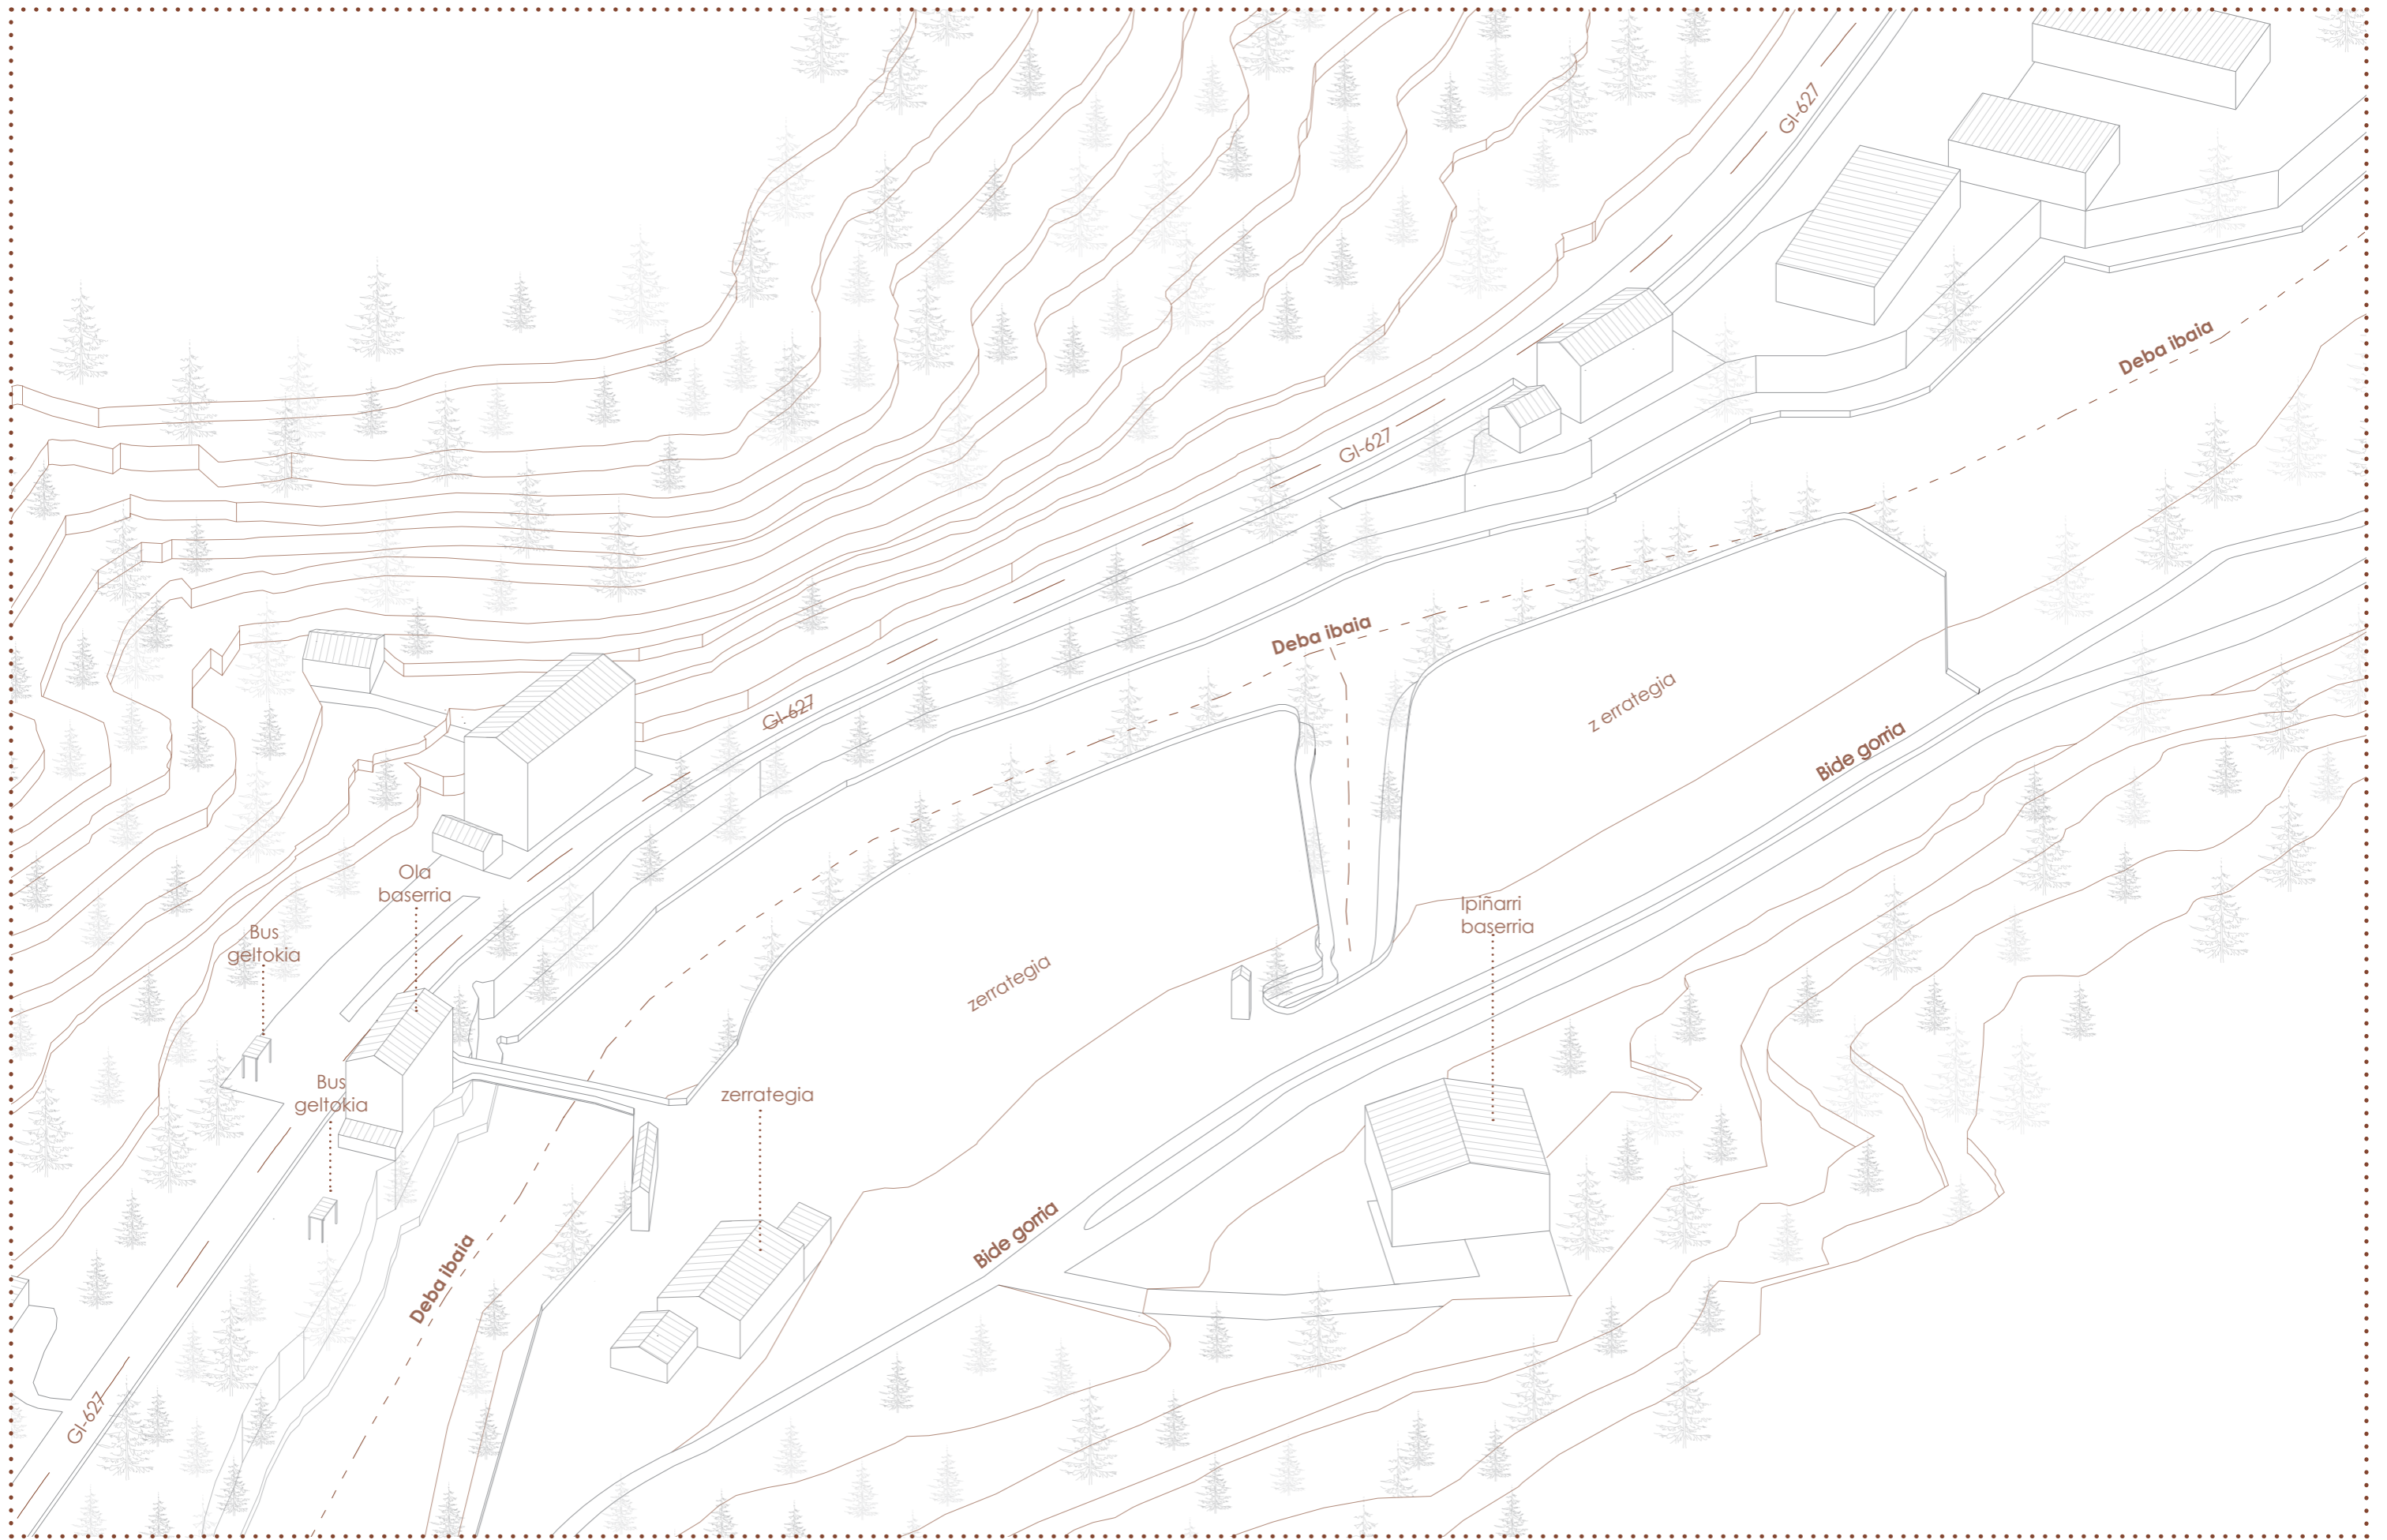 GI-627
Deba ibaia
GI-627
Deba ibaia
z errategia
GI-627
Bide gorria
Ola
baserria
Ipiñarri
baserria
Bus
geltokia
zerrategia
Bus
geltokia
zerrategia
Bide gorria
Deba ibaia
GI-627